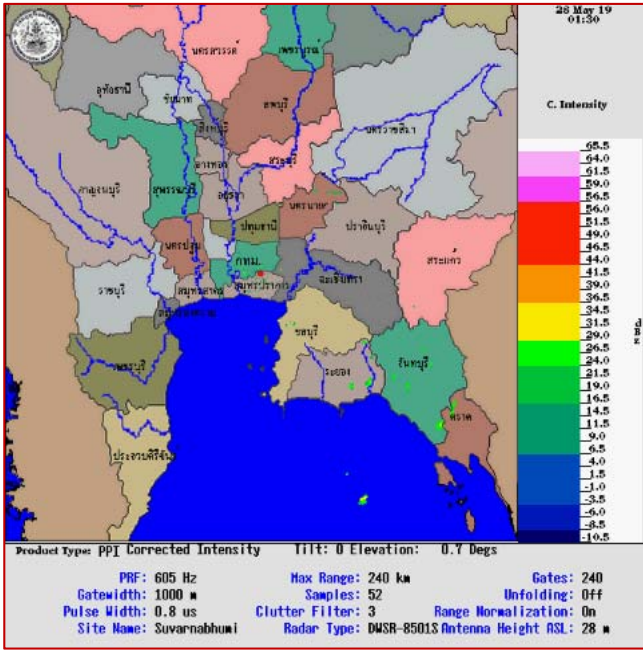 28 May 19
01:30
C. Intensity
65.5
64.0
61.5
59.0
56.5
56.0
51.5
49.0
46.5
44.0
41.5
39.0
36.5
34.0
31.5
29.0
26.5
24.0
21.5
19.0
16.5
14.0
11.5
9.0
6.5
4.0
1.5
-1.0
-3.5
-6.0
-8.5
-10.5
dBz
นครสวรรค์
เพชรบูรณ์
อุทัยธานี
ชัยนาท
ลพบุรี
สิงห์บุรี
นครราชสีมา
อ่างทอง
สระบุรี
กาญจนบุรี
สุพรรณบุรี
อยุธยา
นครนายก
ปราจีนบุรี
ปทุมธานี
นครปฐม
กทม.
สระแก้ว
ราชบุรี
สมุทรสาคร
สมุทรปราการ
ฉะเชิงเทรา
สมุทรสงคราม
ชลบุรี
เพชรบุรี
ระยอง
จันทบุรี
ตราด
ประจวบคีรีขันธ์
Product Type: PPI Corrected Intensity Tilt: 0 Elevation: 0.7 Degs
PRF: 605 Hz Max Range: 240 km Gates: 240
Gatewidth: 1000 m Samples: 52 Unfolding: Off
Pulse Width: 0.8 us Clutter Filter: 3 Range Normalization: On
Site Name: Suvarnabhumi Radar Type: DWSR-8501S Antenna Height ASL: 28 m